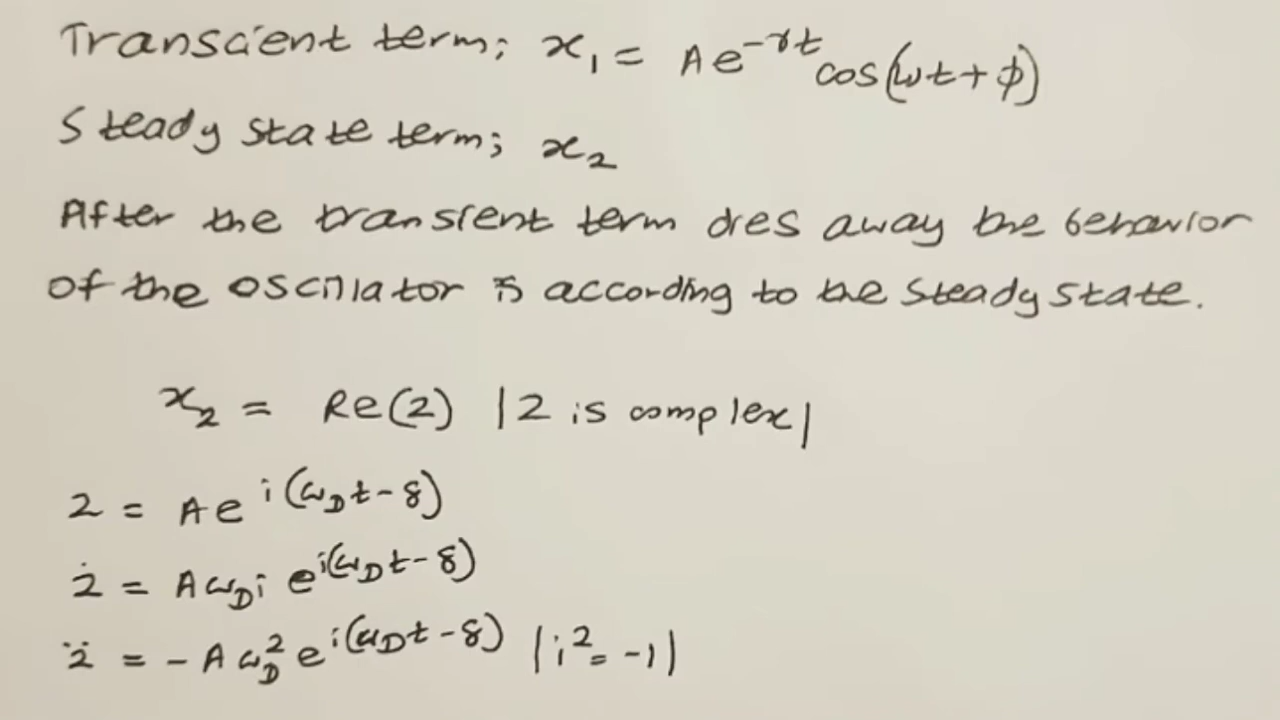 Transcient term; x₁ = Ae^-γt cos(ωt+φ)
Steady state term; x₂
After the transient term dies away the behavior
of the oscillator is according to the steady state.
x₂ = Re(z) |z is complex|
z = Ae^i(ω_D t-δ)
ż = Aω_D i e^i(ω_D t-δ)
z̈ = -Aω_D² e^i(ω_D t-δ) |i² = -1|